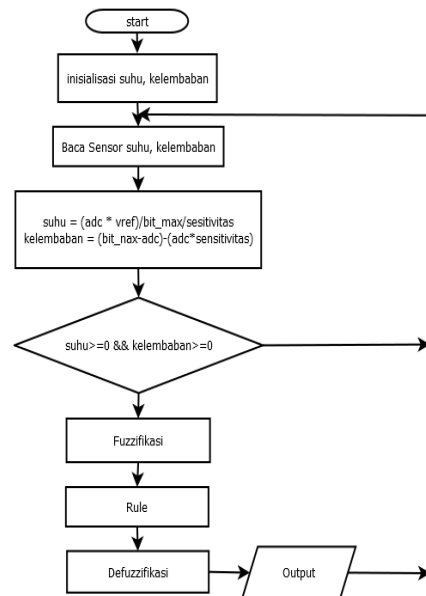 start
inisialisasi suhu, kelembaban
Baca Sensor suhu, kelembaban
suhu = (adc * vref)/bit_max/sesitivitas
kelembaban = (bit_nax-adc)-(adc*sensitivitas)
suhu>=0 && kelembaban>=0
Fuzzifikasi
Rule
Defuzzifikasi
Output